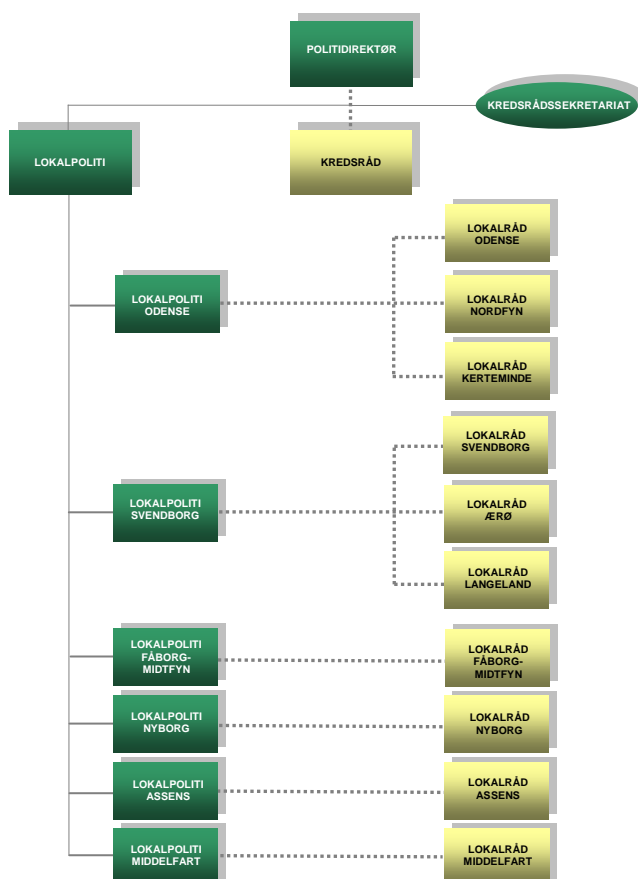 POLITIDIREKTØR
KREDSRÅDSSEKRETARIAT
LOKALPOLITI
KREDSRÅD
LOKALRÅD
ODENSE
LOKALPOLITI
ODENSE
LOKALRÅD
NORDFYN
LOKALRÅD
KERTEMINDE
LOKALRÅD
SVENDBORG
LOKALPOLITI
SVENDBORG
LOKALRÅD
ÆRØ
LOKALRÅD
LANGELAND
LOKALPOLITI
FÅBORG-
MIDTFYN
LOKALRÅD
FÅBORG-
MIDTFYN
LOKALPOLITI
NYBORG
LOKALRÅD
NYBORG
LOKALPOLITI
ASSENS
LOKALRÅD
ASSENS
LOKALPOLITI
MIDDELFART
LOKALRÅD
MIDDELFART